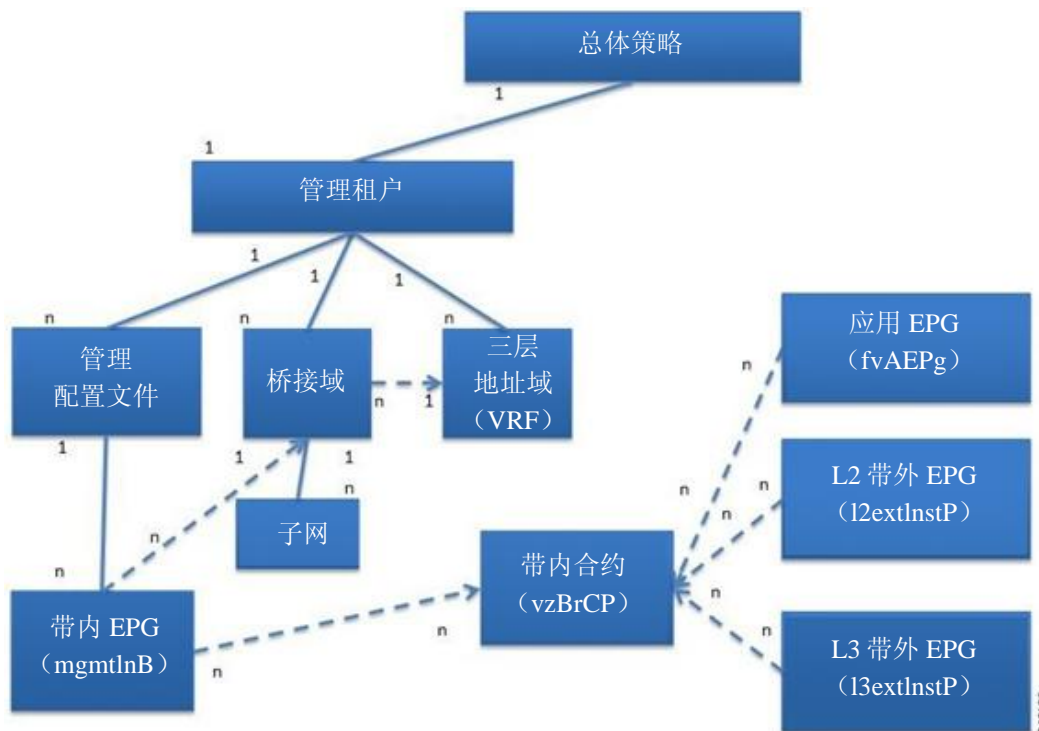 总体策略
1
1
管理租户
1
1
1
n
n
n
管理
配置文件
桥接域
三层
地址域
(VRF)
n
1
应用 EPG
(fvAEPg)
n
1
1
1
n
子网
n
n
n
n
n
n
L2 带外 EPG
(l2extlnstP)
带内合约
(vzBrCP)
带内 EPG
(mgmtlnB)
n
n
n
n
L3 带外 EPG
(l3extlnstP)